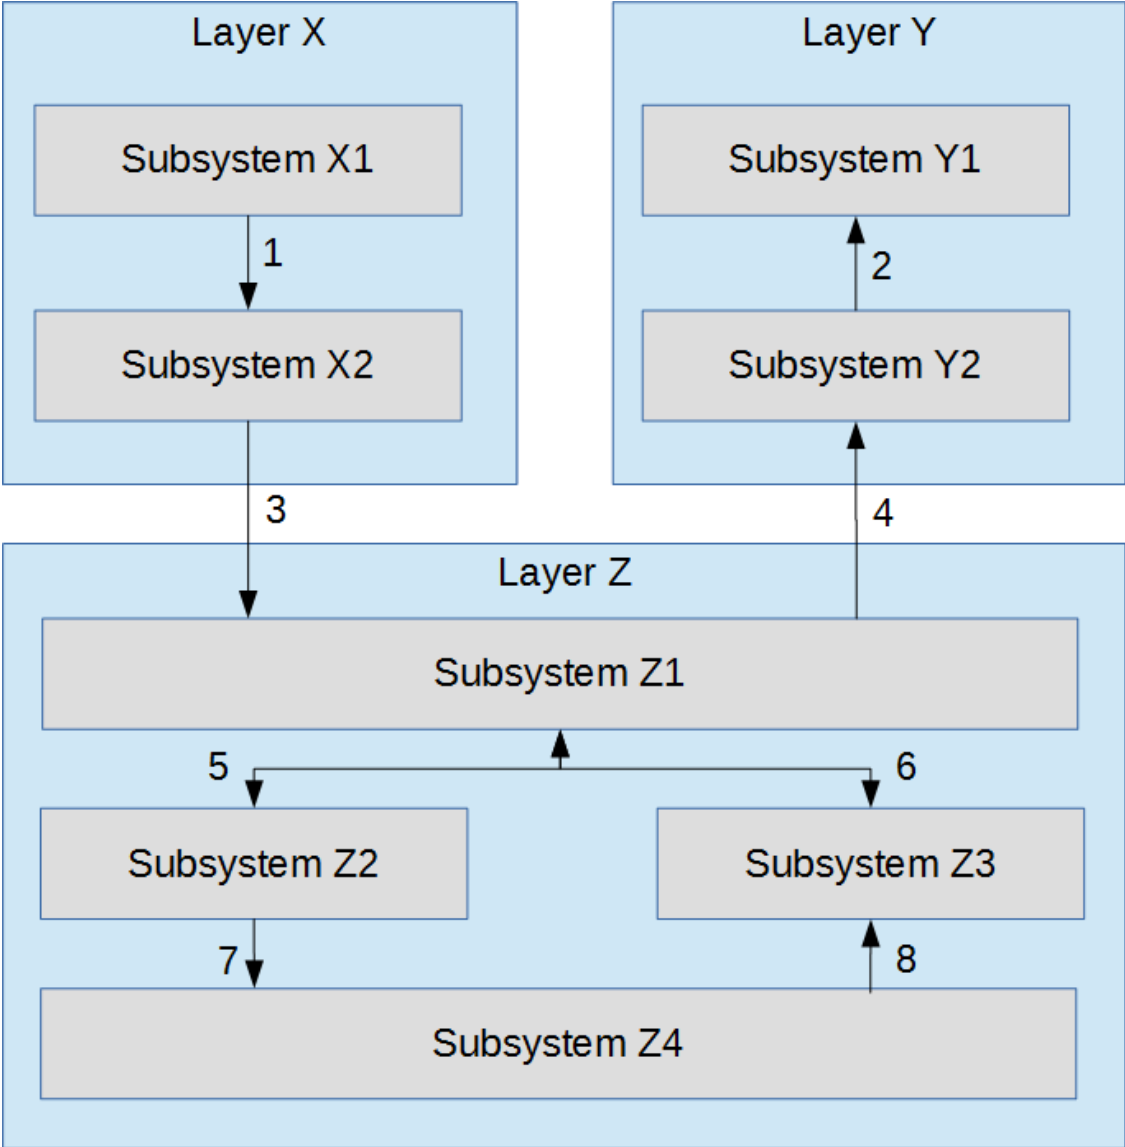 Layer X
Layer Y
Subsystem X1
Subsystem Y1
1
2
Subsystem X2
Subsystem Y2
3
4
Layer Z
Subsystem Z1
5
6
Subsystem Z2
Subsystem Z3
7
8
Subsystem Z4